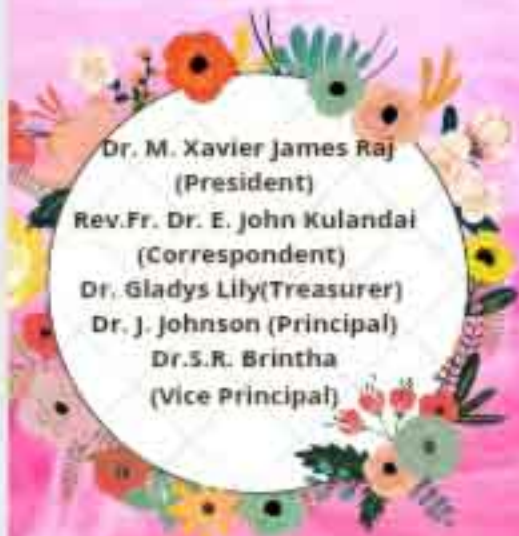 Dr. M. Xavier James Raj
(President)
Rev.Fr. Dr. E. John Kulandai
(Correspondent)
Dr. Gladys Lily(Treasurer)
Dr. J. Johnson (Principal)
Dr.S.R. Brintha
(Vice Principal)